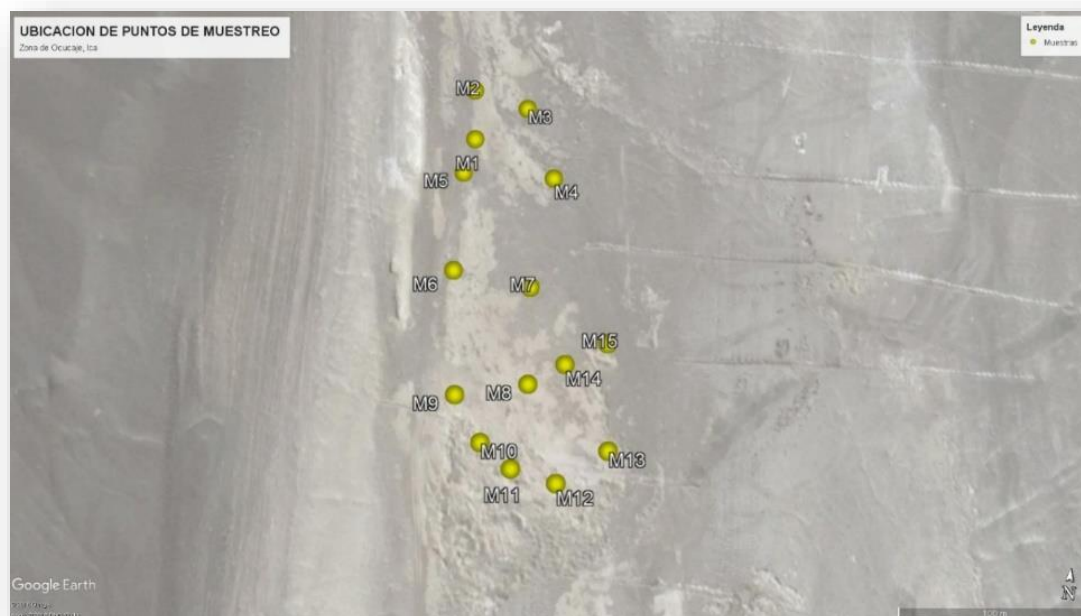 UBICACION DE PUNTOS DE MUESTREO
Zona de Ocucaje, Ica
Leyenda
Muestras
M2
M3
M1
M5
M4
M6
M7
M15
M14
M8
M9
M10
M13
M11
M12
Google Earth
N
100 m